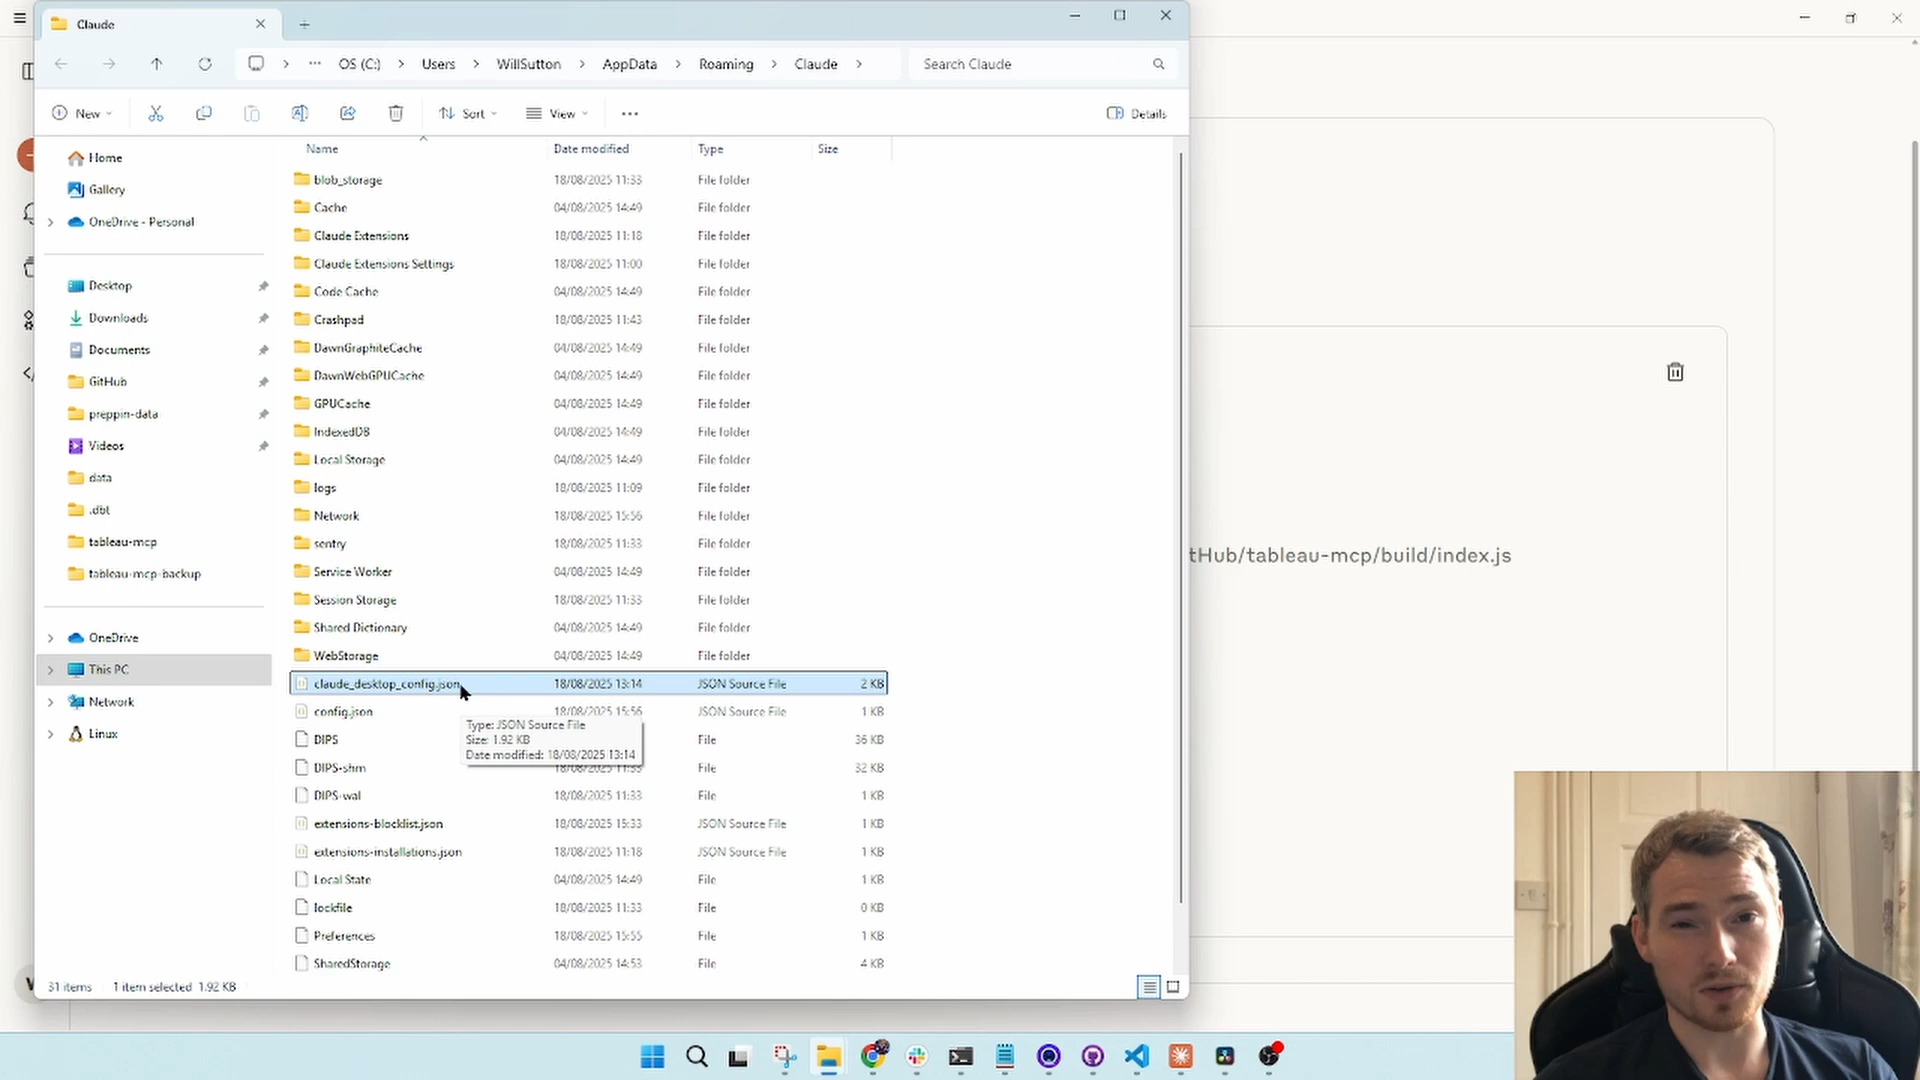 Claude
OS (C:) Users WillSutton AppData Roaming Claude
Search Claude
New
Sort
View
Details
Name Date modified Type Size
Home
Gallery
OneDrive - Personal
Desktop
Downloads
Documents
GitHub
preppin-data
Videos
data
.dbt
tableau-mcp
tableau-mcp-backup
OneDrive
This PC
Network
Linux
blob_storage 18/08/2025 11:33 File folder
Cache 04/08/2025 14:49 File folder
Claude Extensions 18/08/2025 11:18 File folder
Claude Extensions Settings 18/08/2025 11:00 File folder
Code Cache 04/08/2025 14:49 File folder
Crashpad 18/08/2025 11:43 File folder
DawnGraphiteCache 04/08/2025 14:49 File folder
DawnWebGPUCache 04/08/2025 14:49 File folder
GPUCache 04/08/2025 14:49 File folder
IndexedDB 04/08/2025 14:49 File folder
Local Storage 04/08/2025 14:49 File folder
logs 18/08/2025 11:09 File folder
Network 18/08/2025 15:56 File folder
sentry 18/08/2025 11:33 File folder
Service Worker 04/08/2025 14:49 File folder
Session Storage 18/08/2025 11:33 File folder
Shared Dictionary 04/08/2025 14:49 File folder
WebStorage 04/08/2025 14:49 File folder
claude_desktop_config.json 18/08/2025 13:14 JSON Source File 2 KB
config.json 18/08/2025 15:56 JSON Source File 1 KB
Type: JSON Source File
Size: 1.92 KB
Date modified: 18/08/2025 13:14
DIPS File 36 KB
DIPS-shm 18/08/2025 11:33 File 32 KB
DIPS-wal 18/08/2025 11:33 File 1 KB
extensions-blocklist.json 18/08/2025 15:33 JSON Source File 1 KB
extensions-installations.json 18/08/2025 11:18 JSON Source File 1 KB
Local State 04/08/2025 14:49 File 1 KB
lockfile 18/08/2025 11:33 File 0 KB
Preferences 18/08/2025 15:55 File 1 KB
SharedStorage 04/08/2025 14:53 File 4 KB
31 items 1 item selected 1.92 KB
tHub/tableau-mcp/build/index.js